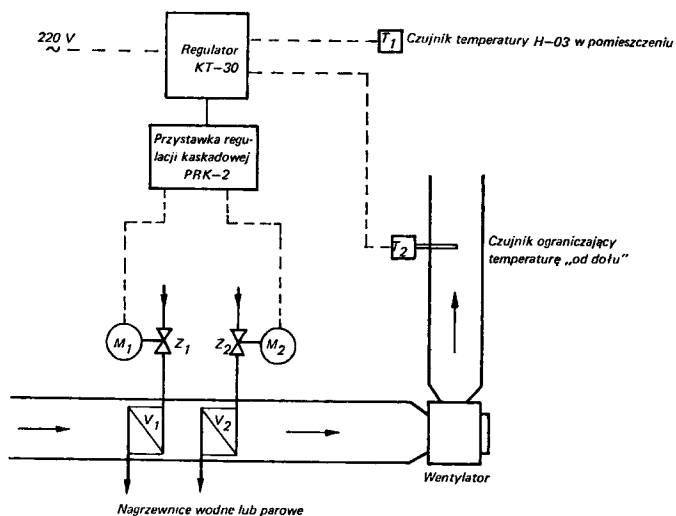 220 V
~
Regulator
KT–30
T1
Czujnik temperatury H-03 w pomieszczeniu
Przystawka regu-
lacji kaskadowej
PRK–2
T2
Czujnik ograniczający
temperaturę „od dołu”
M1
Z1
Z2
M2
V1
V2
Wentylator
Nagrzewnice wodne lub parowe